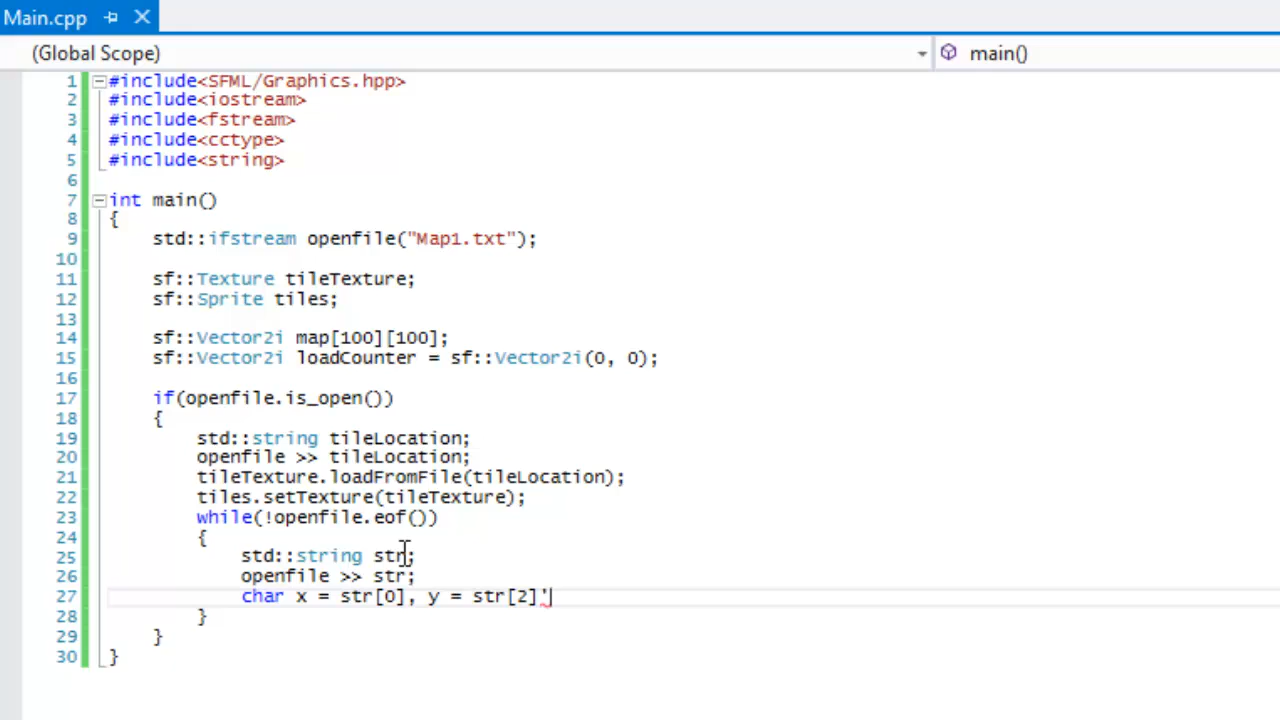 Main.cpp
(Global Scope) main()
1 #include<SFML/Graphics.hpp>
2 #include<iostream>
3 #include<fstream>
4 #include<cctype>
5 #include<string>
6
7 int main()
8 {
9 std::ifstream openfile("Map1.txt");
10
11 sf::Texture tileTexture;
12 sf::Sprite tiles;
13
14 sf::Vector2i map[100][100];
15 sf::Vector2i loadCounter = sf::Vector2i(0, 0);
16
17 if(openfile.is_open())
18 {
19 std::string tileLocation;
20 openfile >> tileLocation;
21 tileTexture.loadFromFile(tileLocation);
22 tiles.setTexture(tileTexture);
23 while(!openfile.eof())
24 {
25 std::string str;
26 openfile >> str;
27 char x = str[0], y = str[2]'
28 }
29 }
30 }